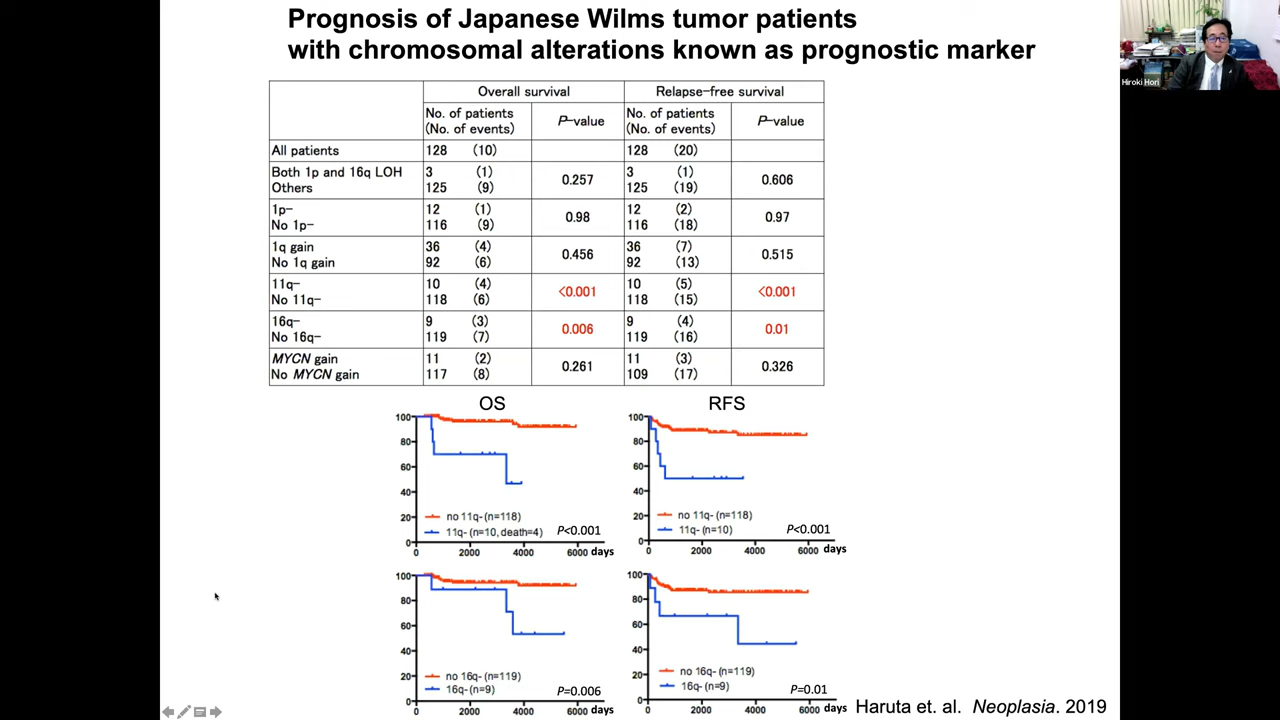 Prognosis of Japanese Wilms tumor patients
with chromosomal alterations known as prognostic marker
Hiroki Hori
Overall survival Relapse-free survival
No. of patients (No. of events) P-value No. of patients (No. of events) P-value
All patients 128 (10) 128 (20)
Both 1p and 16q LOH 3 (1) 0.257 3 (1) 0.606
Others 125 (9) 125 (19)
1p- 12 (1) 0.98 12 (2) 0.97
No 1p- 116 (9) 116 (18)
1q gain 36 (4) 0.456 36 (7) 0.515
No 1q gain 92 (6) 92 (13)
11q- 10 (4) <0.001 10 (5) <0.001
No 11q- 118 (6) 118 (15)
16q- 9 (3) 0.006 9 (4) 0.01
No 16q- 119 (7) 119 (16)
MYCN gain 11 (2) 0.261 11 (3) 0.326
No MYCN gain 117 (8) 109 (17)
OS
100
80
60
40
20
0
no 11q- (n=118)
11q- (n=10, death=4)
P<0.001
0 2000 4000 6000 days
RFS
100
80
60
40
20
0
no 11q- (n=118)
11q- (n=10)
P<0.001
0 2000 4000 6000 days
100
80
60
40
20
0
no 16q- (n=119)
16q- (n=9)
P=0.006
0 2000 4000 6000 days
100
80
60
40
20
0
no 16q- (n=119)
16q- (n=9)
P=0.01
0 2000 4000 6000 days
Haruta et. al. Neoplasia. 2019